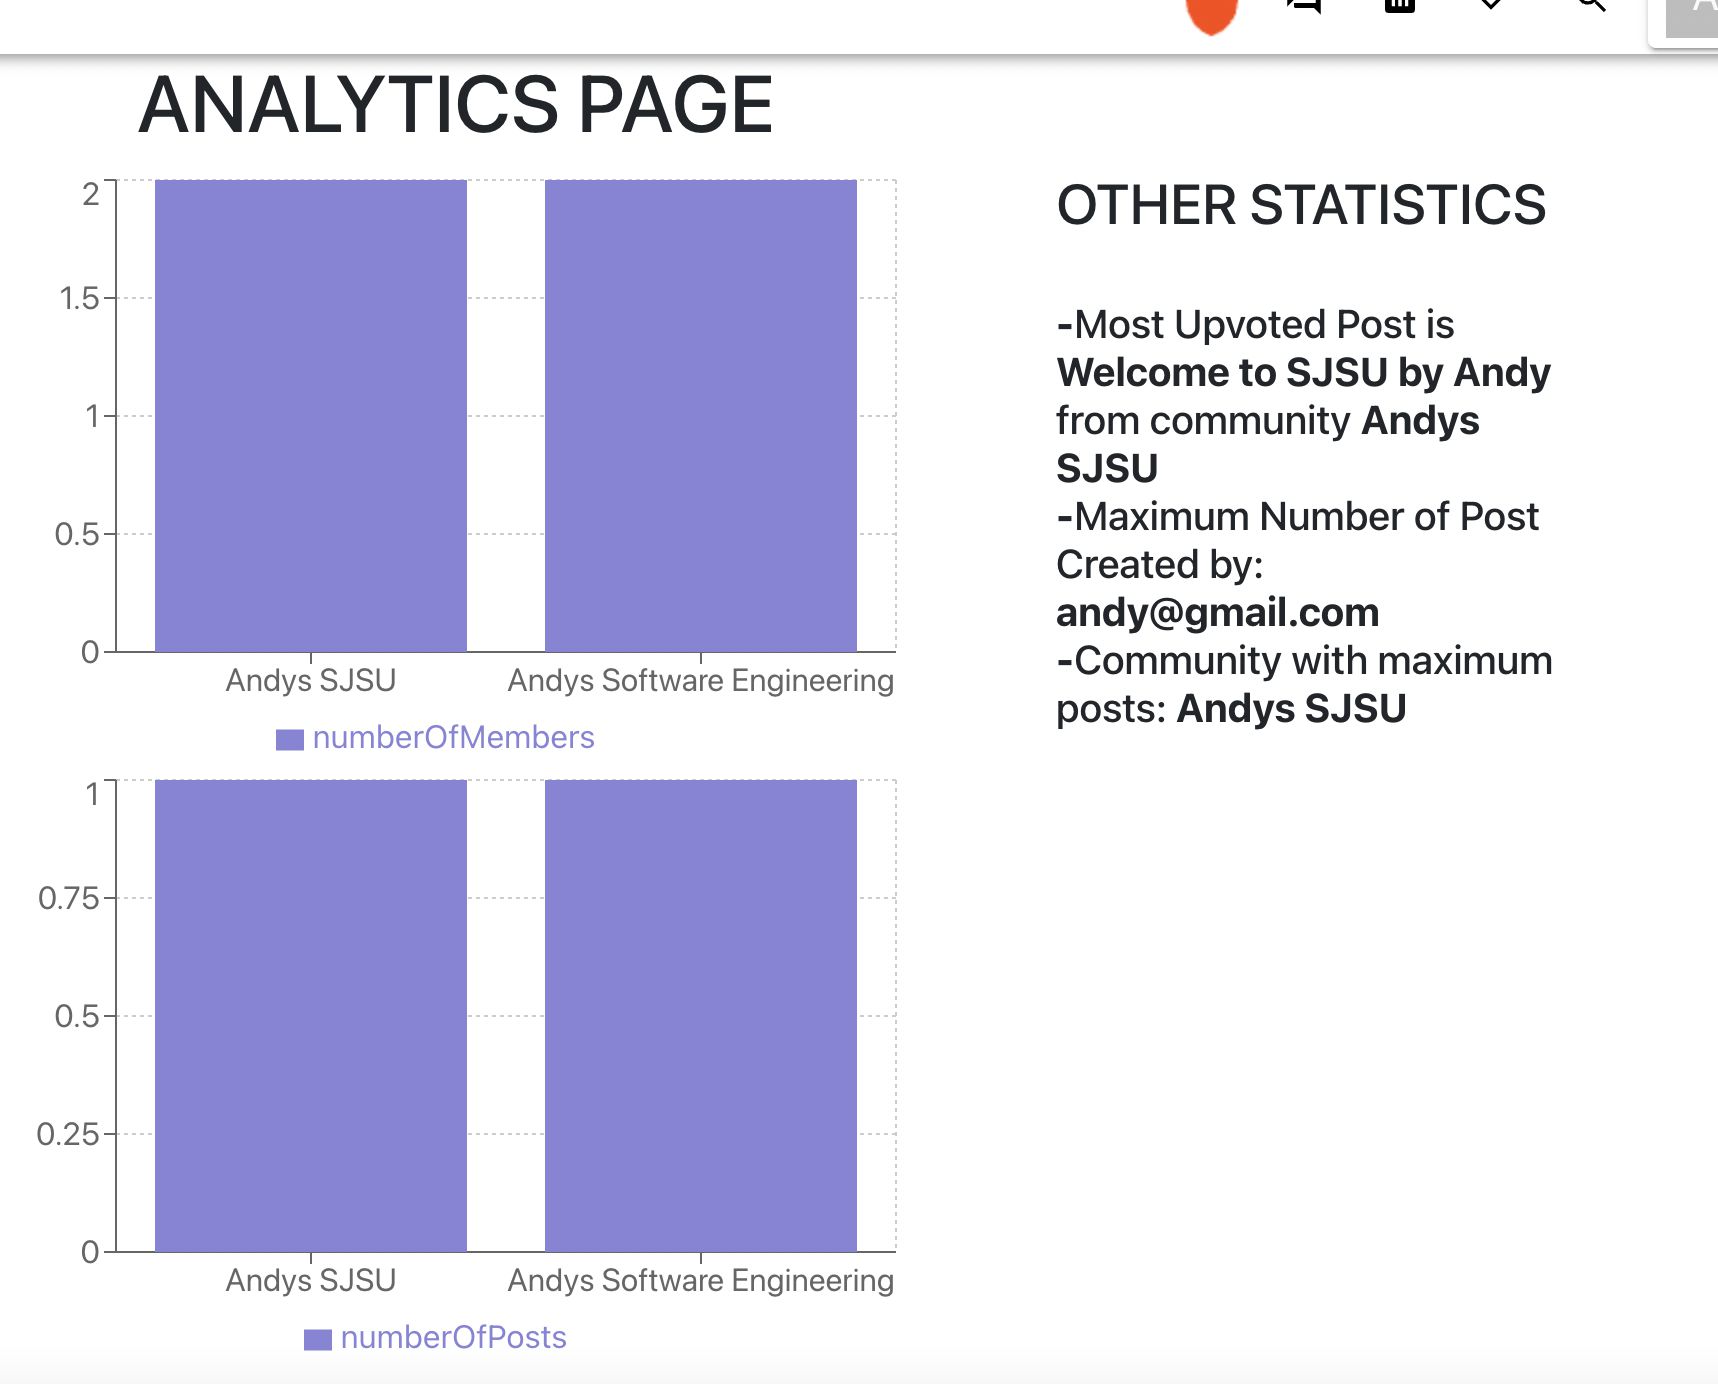 ANALYTICS PAGE
2
1.5
1
0.5
0
Andys SJSU
Andys Software Engineering
numberOfMembers
1
0.75
0.5
0.25
0
Andys SJSU
Andys Software Engineering
numberOfPosts
OTHER STATISTICS
-Most Upvoted Post is
Welcome to SJSU by Andy
from community Andys
SJSU
-Maximum Number of Post
Created by:
andy@gmail.com
-Community with maximum
posts: Andys SJSU